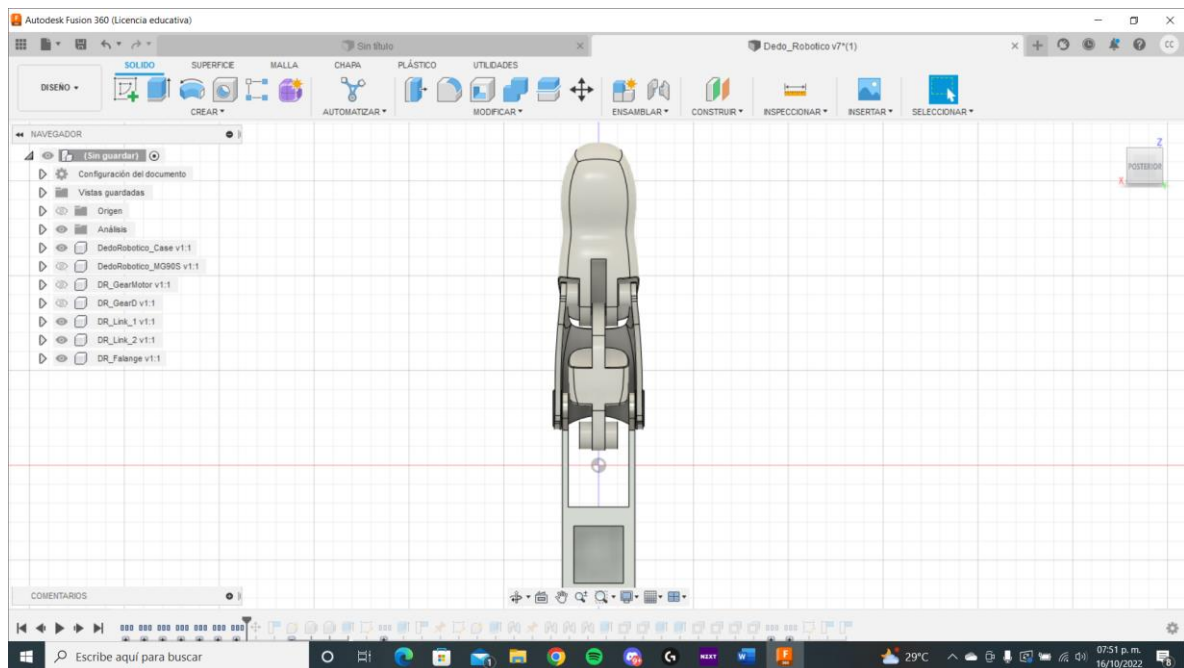 Autodesk Fusion 360 (Licencia educativa)
Sin título
Dedo_Robotico v7*(1)
CC
SOLIDO SUPERFICIE MALLA CHAPA PLÁSTICO UTILIDADES
DISEÑO
CREAR AUTOMATIZAR MODIFICAR ENSAMBLAR CONSTRUIR INSPECCIONAR INSERTAR SELECCIONAR
NAVEGADOR
(Sin guardar)
Configuración del documento
Vistas guardadas
Origen
Análisis
DedoRobotico_Case v1:1
DedoRobotico_MG90S v1:1
DR_GearMotor v1:1
DR_GearD v1:1
DR_Link_1 v1:1
DR_Link_2 v1:1
DR_Falange v1:1
Z
POSTERIOR
X
COMENTARIOS
Escribe aquí para buscar
NEXT
29°C
07:51 p. m.
16/10/2022